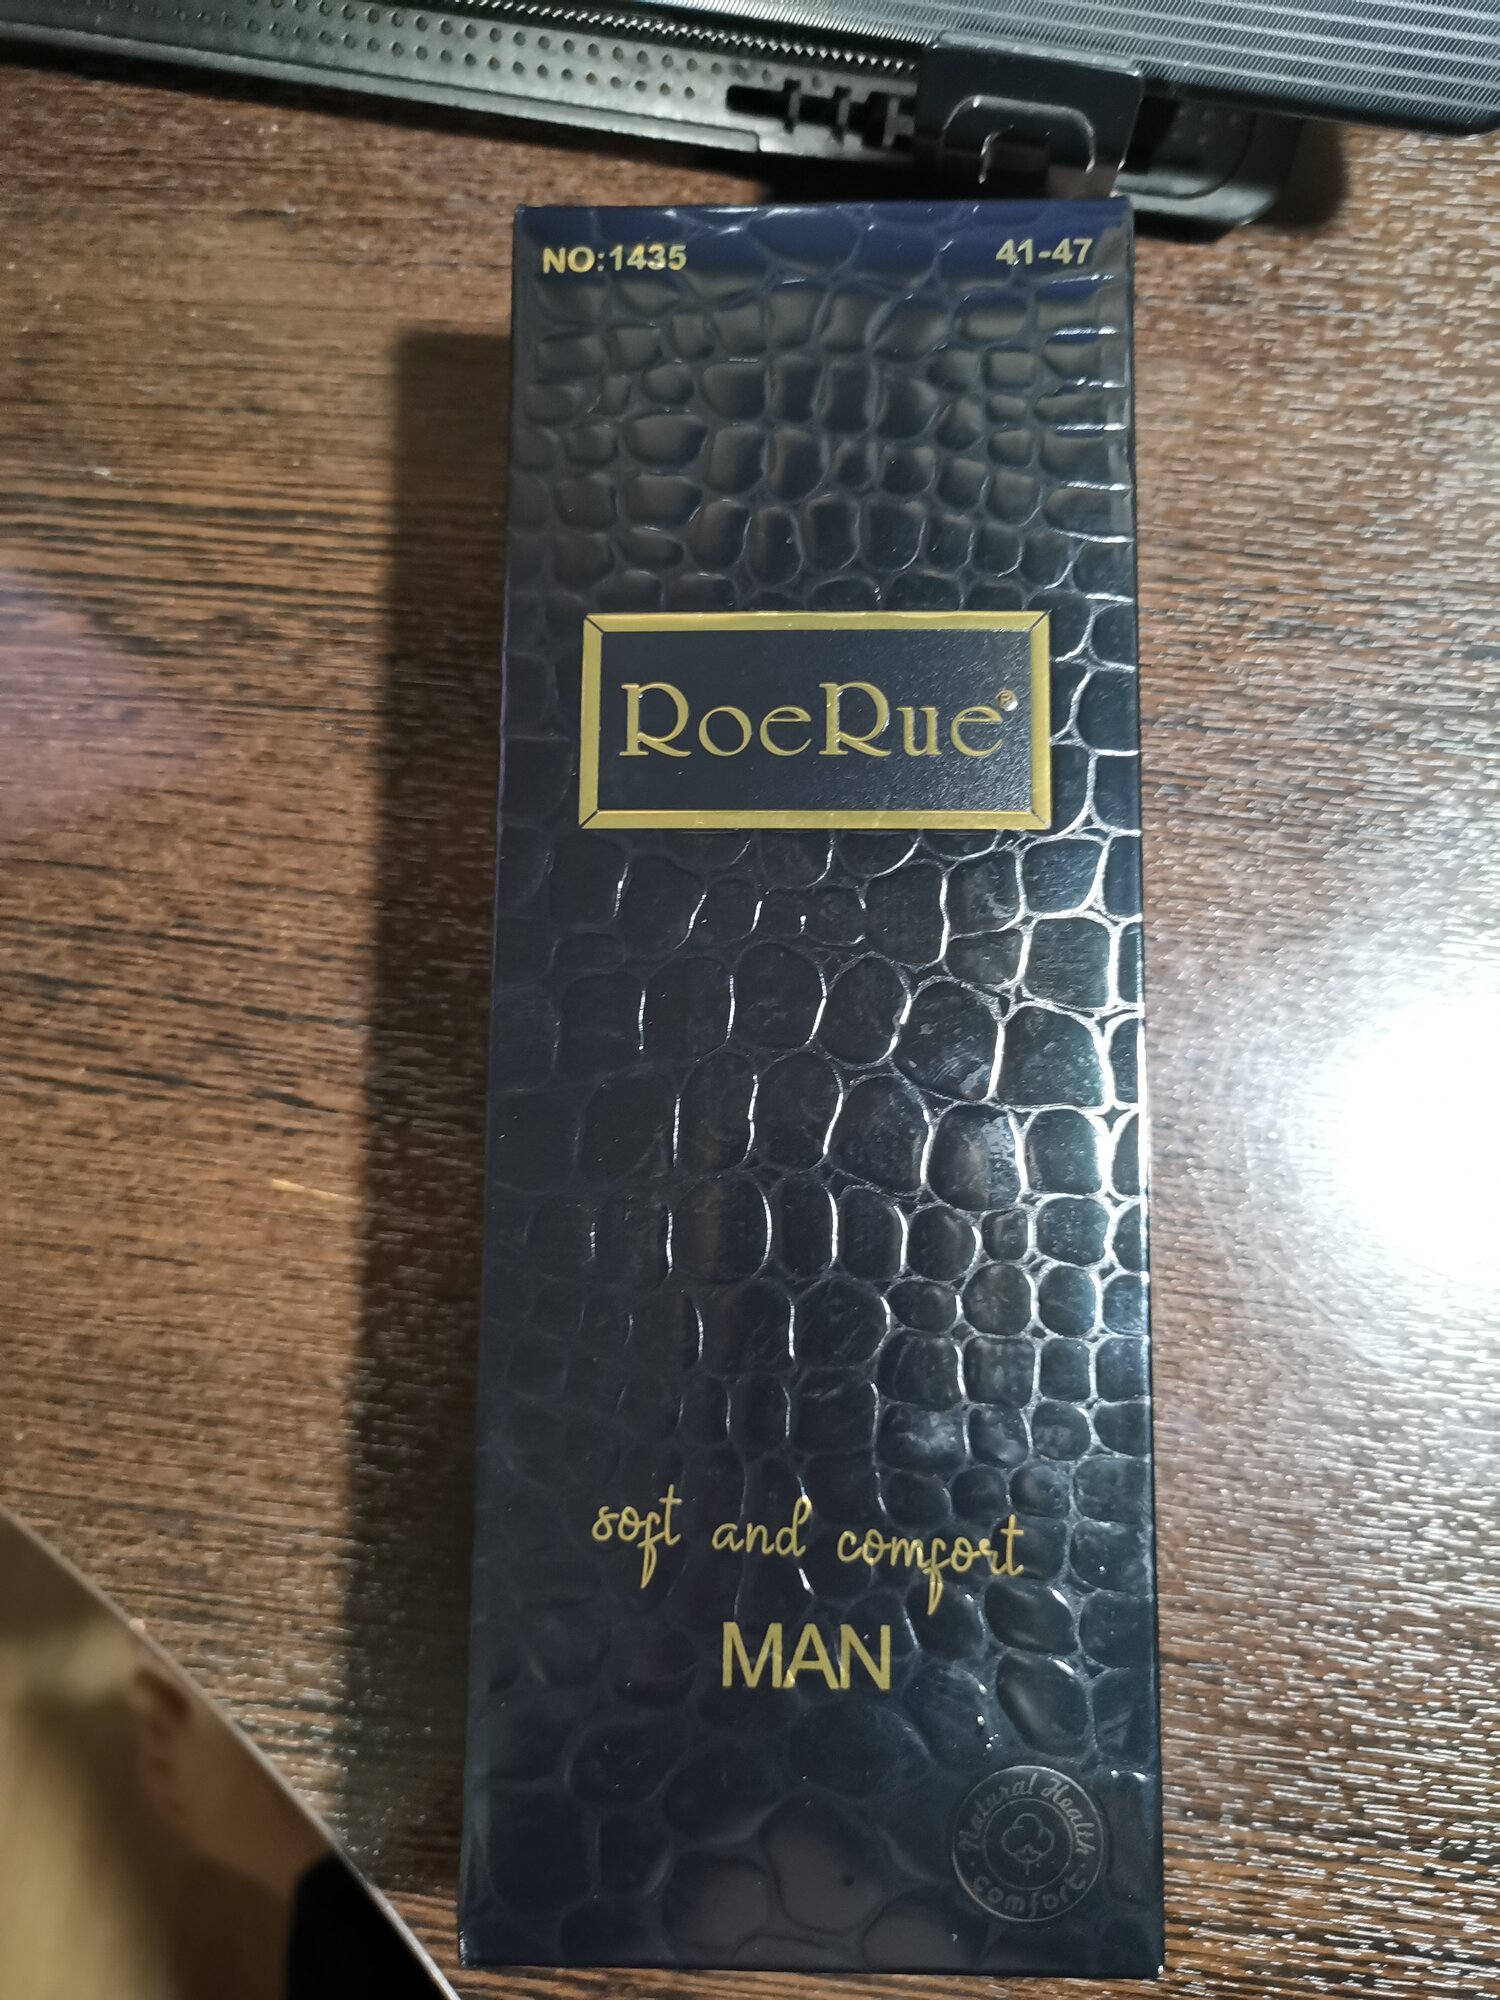 NO:1435 41-47
RoeRue®
soft and comfort
MAN
Natural Health
comfort